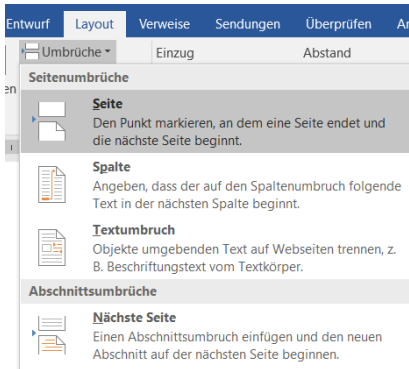 Entwurf Layout Verweise Sendungen Überprüfen
Umbrüche Einzug Abstand
en
Seitenumbrüche
Seite
Den Punkt markieren, an dem eine Seite endet und
die nächste Seite beginnt.
Spalte
Angeben, dass der auf den Spaltenumbruch folgende
Text in der nächsten Spalte beginnt.
Textumbruch
Objekte umgebenden Text auf Webseiten trennen, z.
B. Beschriftungstext vom Textkörper.
Abschnittsumbrüche
Nächste Seite
Einen Abschnittsumbruch einfügen und den neuen
Abschnitt auf der nächsten Seite beginnen.